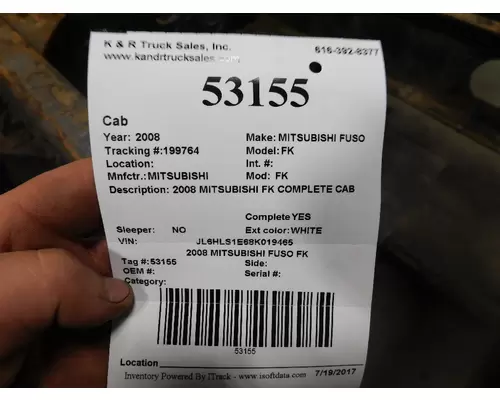 K & R Truck Sales, Inc. 616-392-8377
www.kandrtrucksales.com
53155
Cab
Year: 2008 Make: MITSUBISHI FUSO
Tracking #:199764 Model: FK
Location: Int. #:
Mnfctr.: MITSUBISHI Mod: FK
Description: 2008 MITSUBISHI FK COMPLETE CAB
Complete YES
Sleeper: NO Ext color: WHITE
VIN: JL6HLS1E68K019465
2008 MITSUBISHI FUSO FK
Tag #:53155 Side:
OEM #: Serial #:
Category:
53155
Location
Inventory Powered By ITrack - www.isoftdata.com 7/19/2017